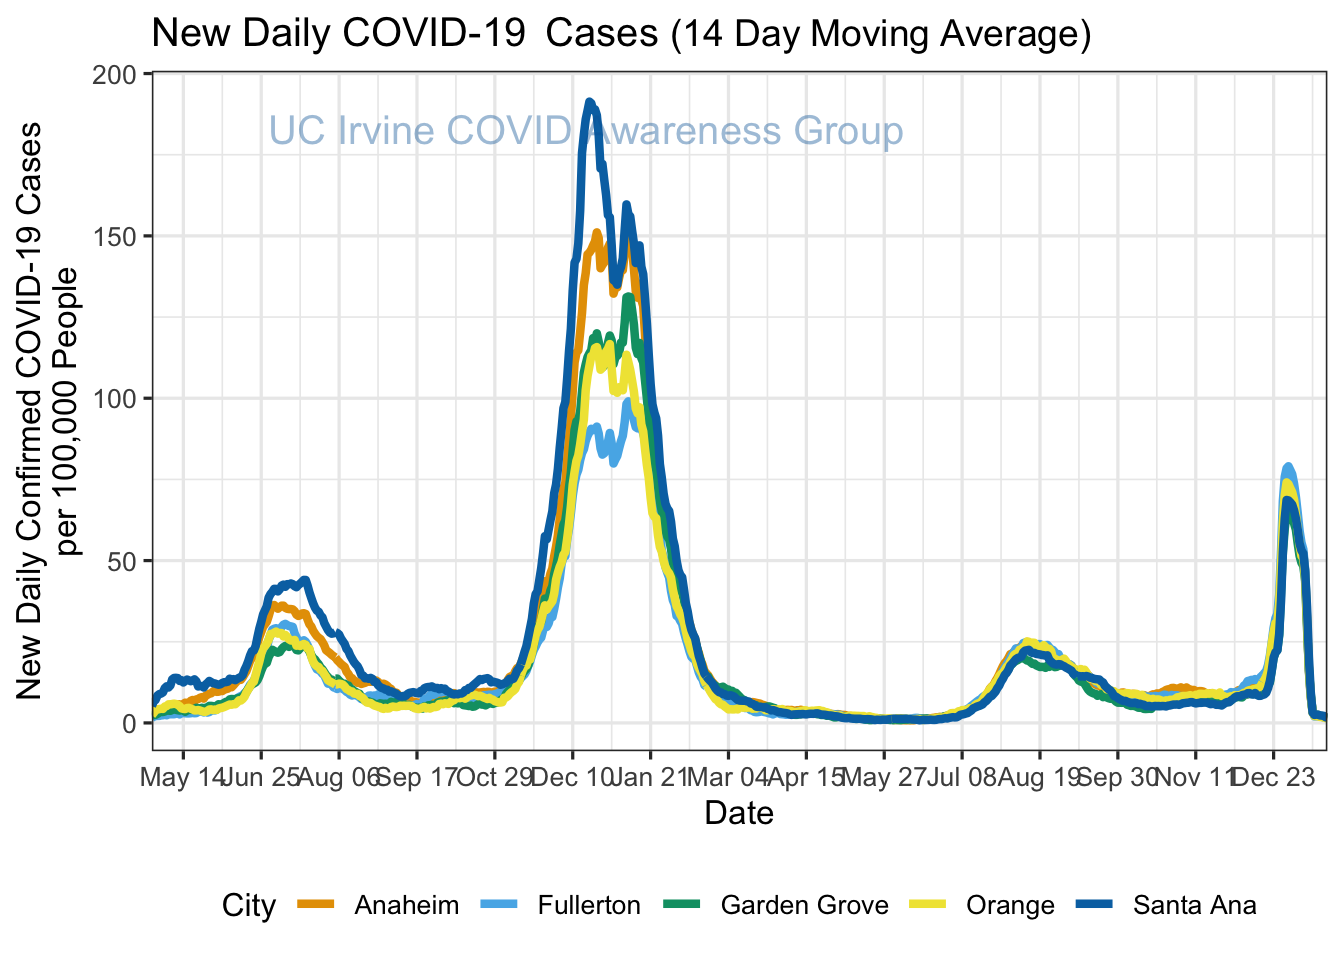 New Daily COVID-19 Cases (14 Day Moving Average)
UC Irvine COVID Awareness Group
New Daily Confirmed COVID-19 Cases
per 100,000 People
200
150
100
50
0
May 14 Jun 25 Aug 06 Sep 17 Oct 29 Dec 10 Jan 21 Mar 04 Apr 15 May 27 Jul 08 Aug 19 Sep 30 Nov 11 Dec 23
Date
City Anaheim Fullerton Garden Grove Orange Santa Ana